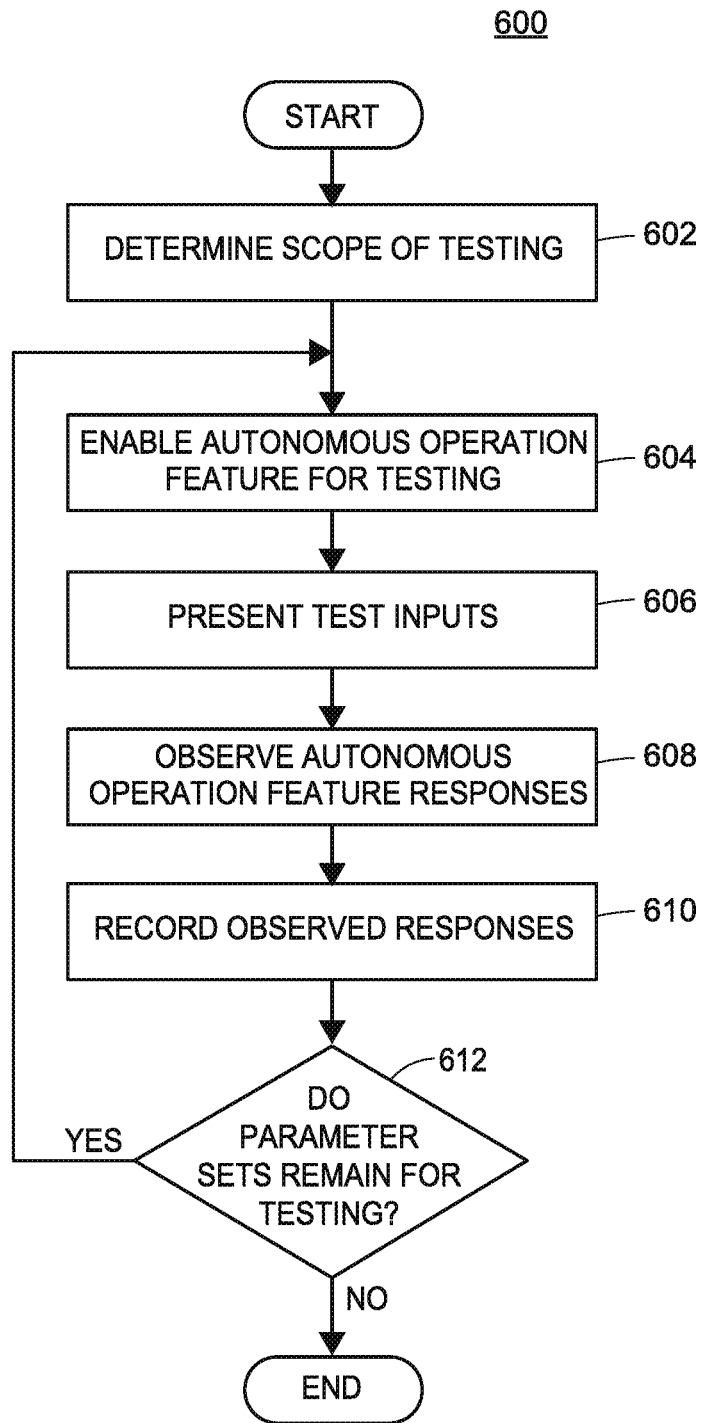 600
START
DETERMINE SCOPE OF TESTING
602
ENABLE AUTONOMOUS OPERATION
FEATURE FOR TESTING
604
PRESENT TEST INPUTS
606
OBSERVE AUTONOMOUS
OPERATION FEATURE RESPONSES
608
RECORD OBSERVED RESPONSES
610
612
DO
PARAMETER
SETS REMAIN FOR
TESTING?
YES
NO
END